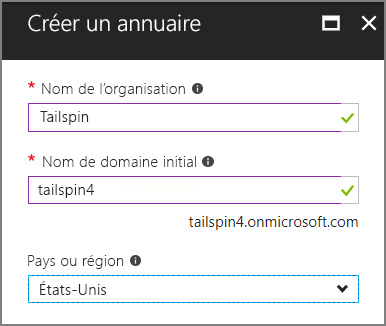 Créer un annuaire
* Nom de l'organisation
Tailspin
* Nom de domaine initial
tailspin4
tailspin4.onmicrosoft.com
Pays ou région
États-Unis